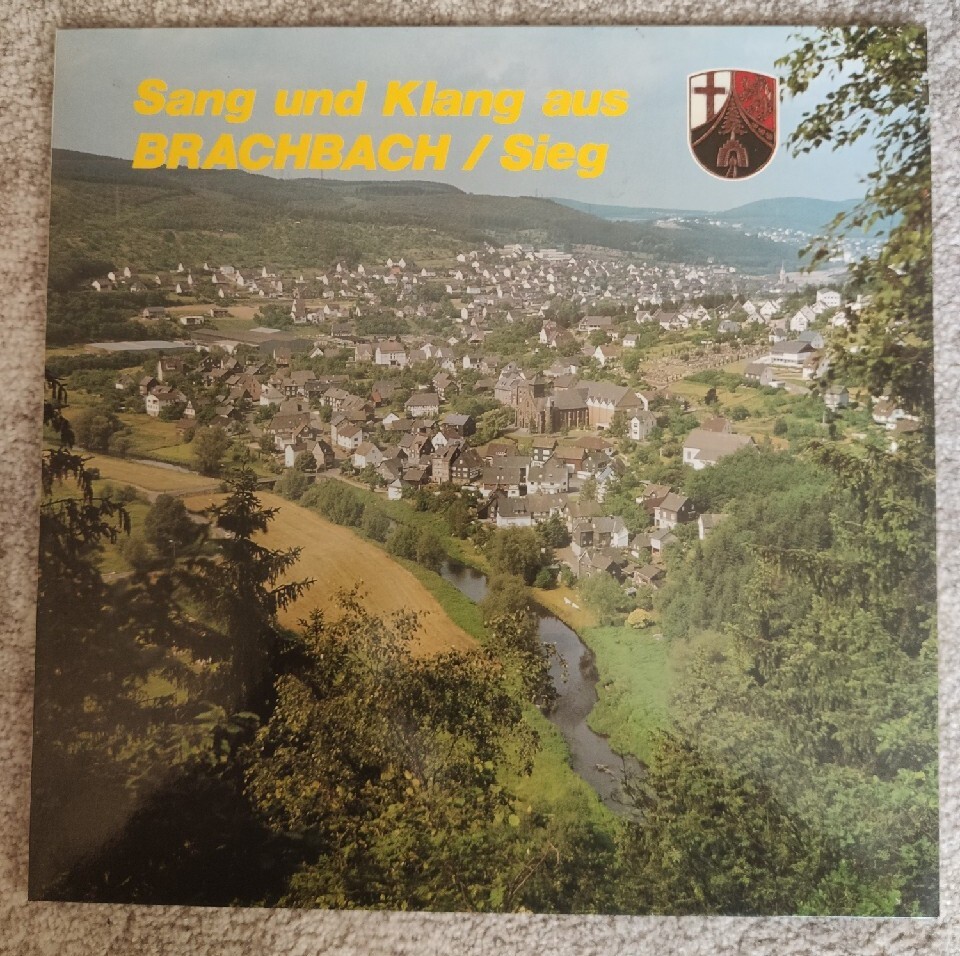 Sang und Klang aus
BRACHBACH / Sieg